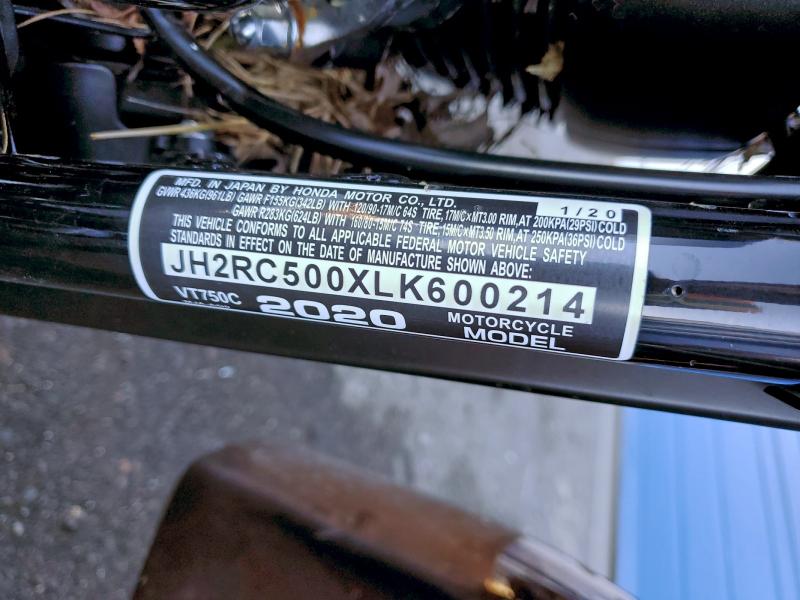 MFD. IN JAPAN BY HONDA MOTOR CO., LTD. 1/20
GVWR 436KG(961LB) GAWR F155KG(342LB) WITH 120/90-17M/C 64S TIRE, 17M/C×MT3.00 RIM, AT 200KPA(29PSI) COLD
GAWR R283KG(624LB) WITH 160/80-15M/C 74S TIRE, 15M/C×MT3.50 RIM, AT 250KPA(36PSI) COLD
THIS VEHICLE CONFORMS TO ALL APPLICABLE FEDERAL MOTOR VEHICLE SAFETY
STANDARDS IN EFFECT ON THE DATE OF MANUFACTURE SHOWN ABOVE:
JH2RC500XLK600214
VT750C 2020 MOTORCYCLE
MODEL